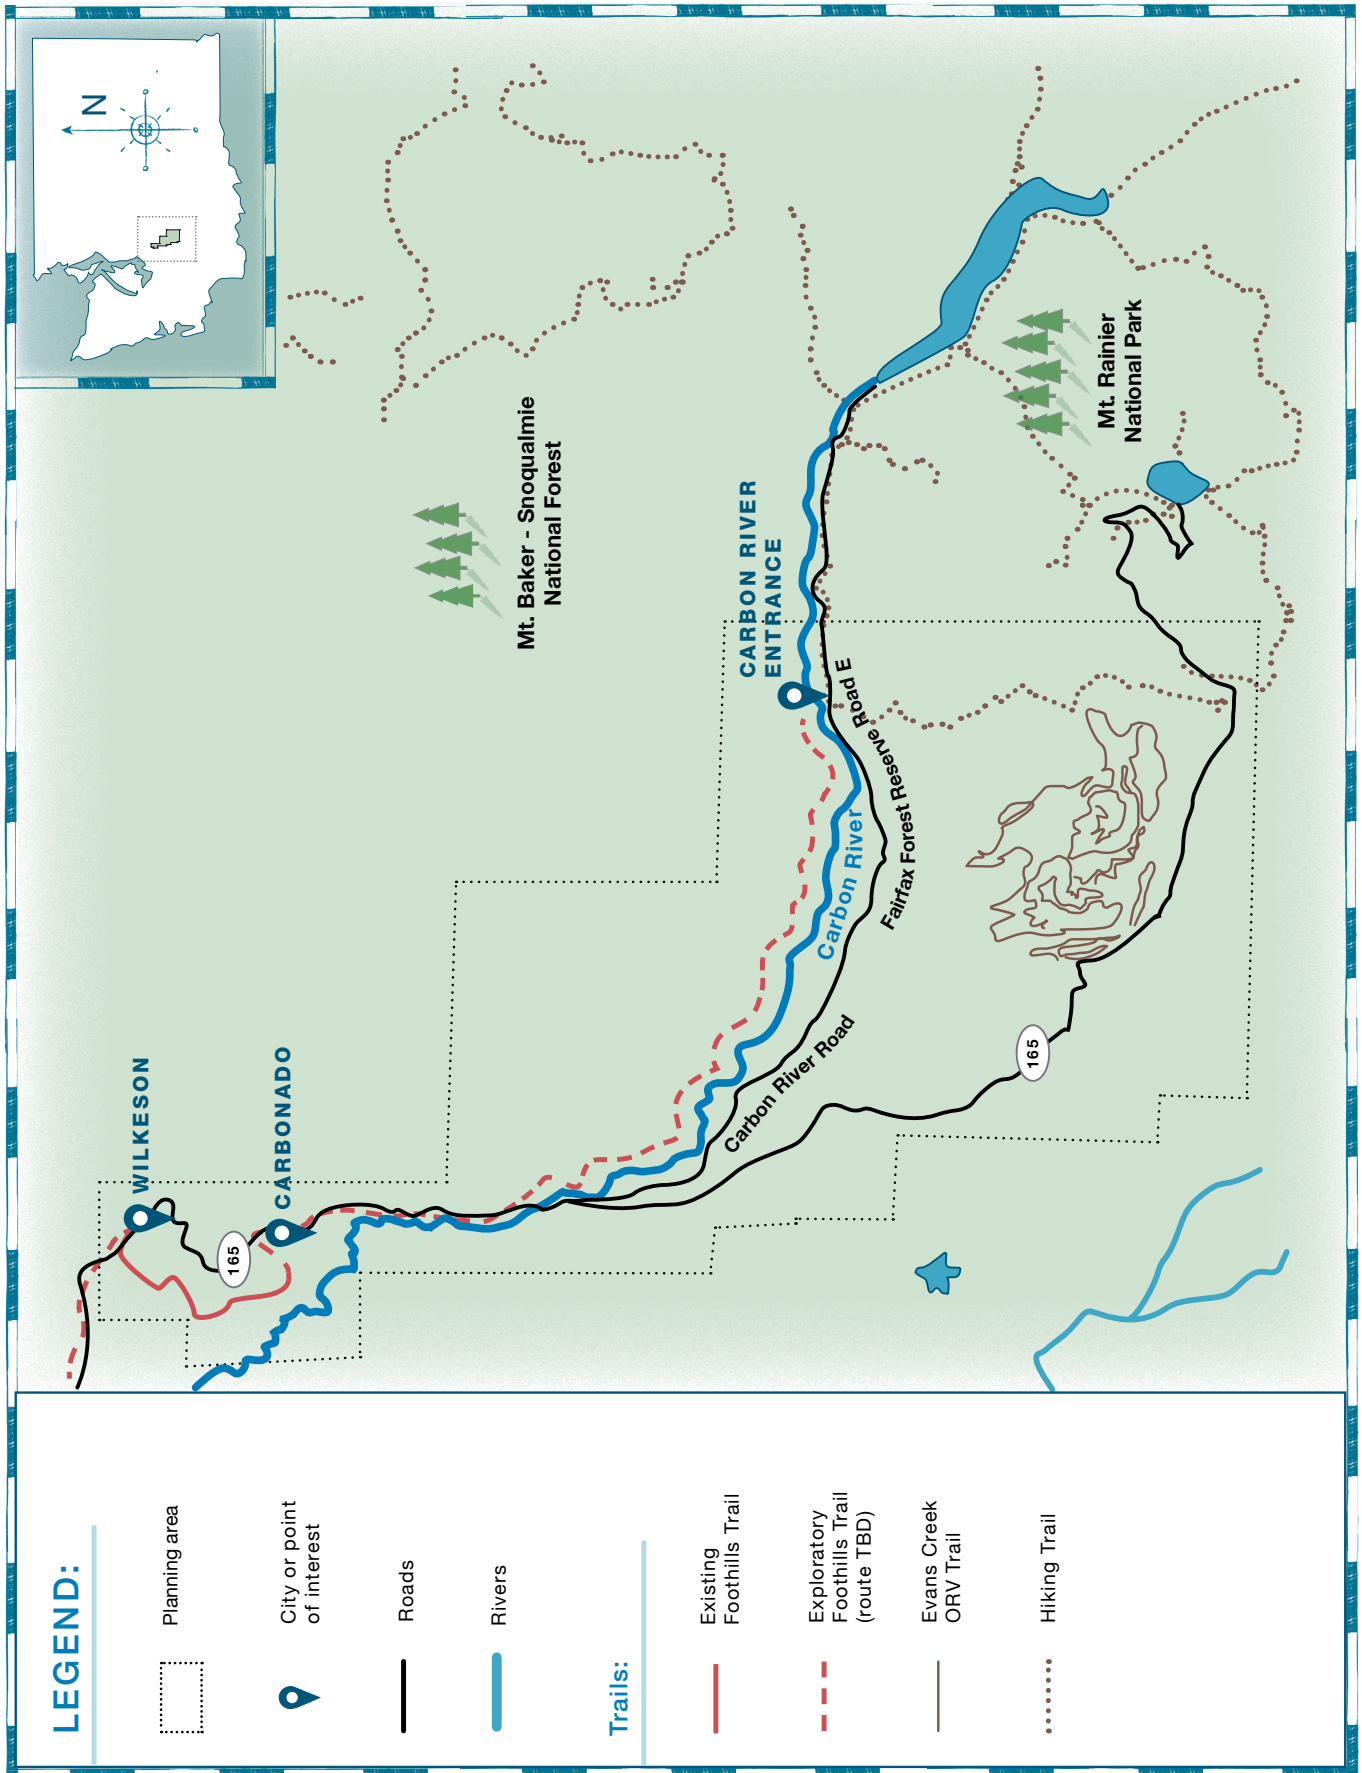 LEGEND:
Planning area
City or point
of interest
Roads
Rivers
Trails:
Existing
Foothills Trail
Exploratory
Foothills Trail
(route TBD)
Evans Creek
ORV Trail
Hiking Trail
WILKESON
165
CARBONADO
N
Mt. Baker - Snoqualmie
National Forest
CARBON RIVER
ENTRANCE
Carbon River
Carbon River Road
Fairfax Forest Reserve Road E
165
Mt. Rainier
National Park